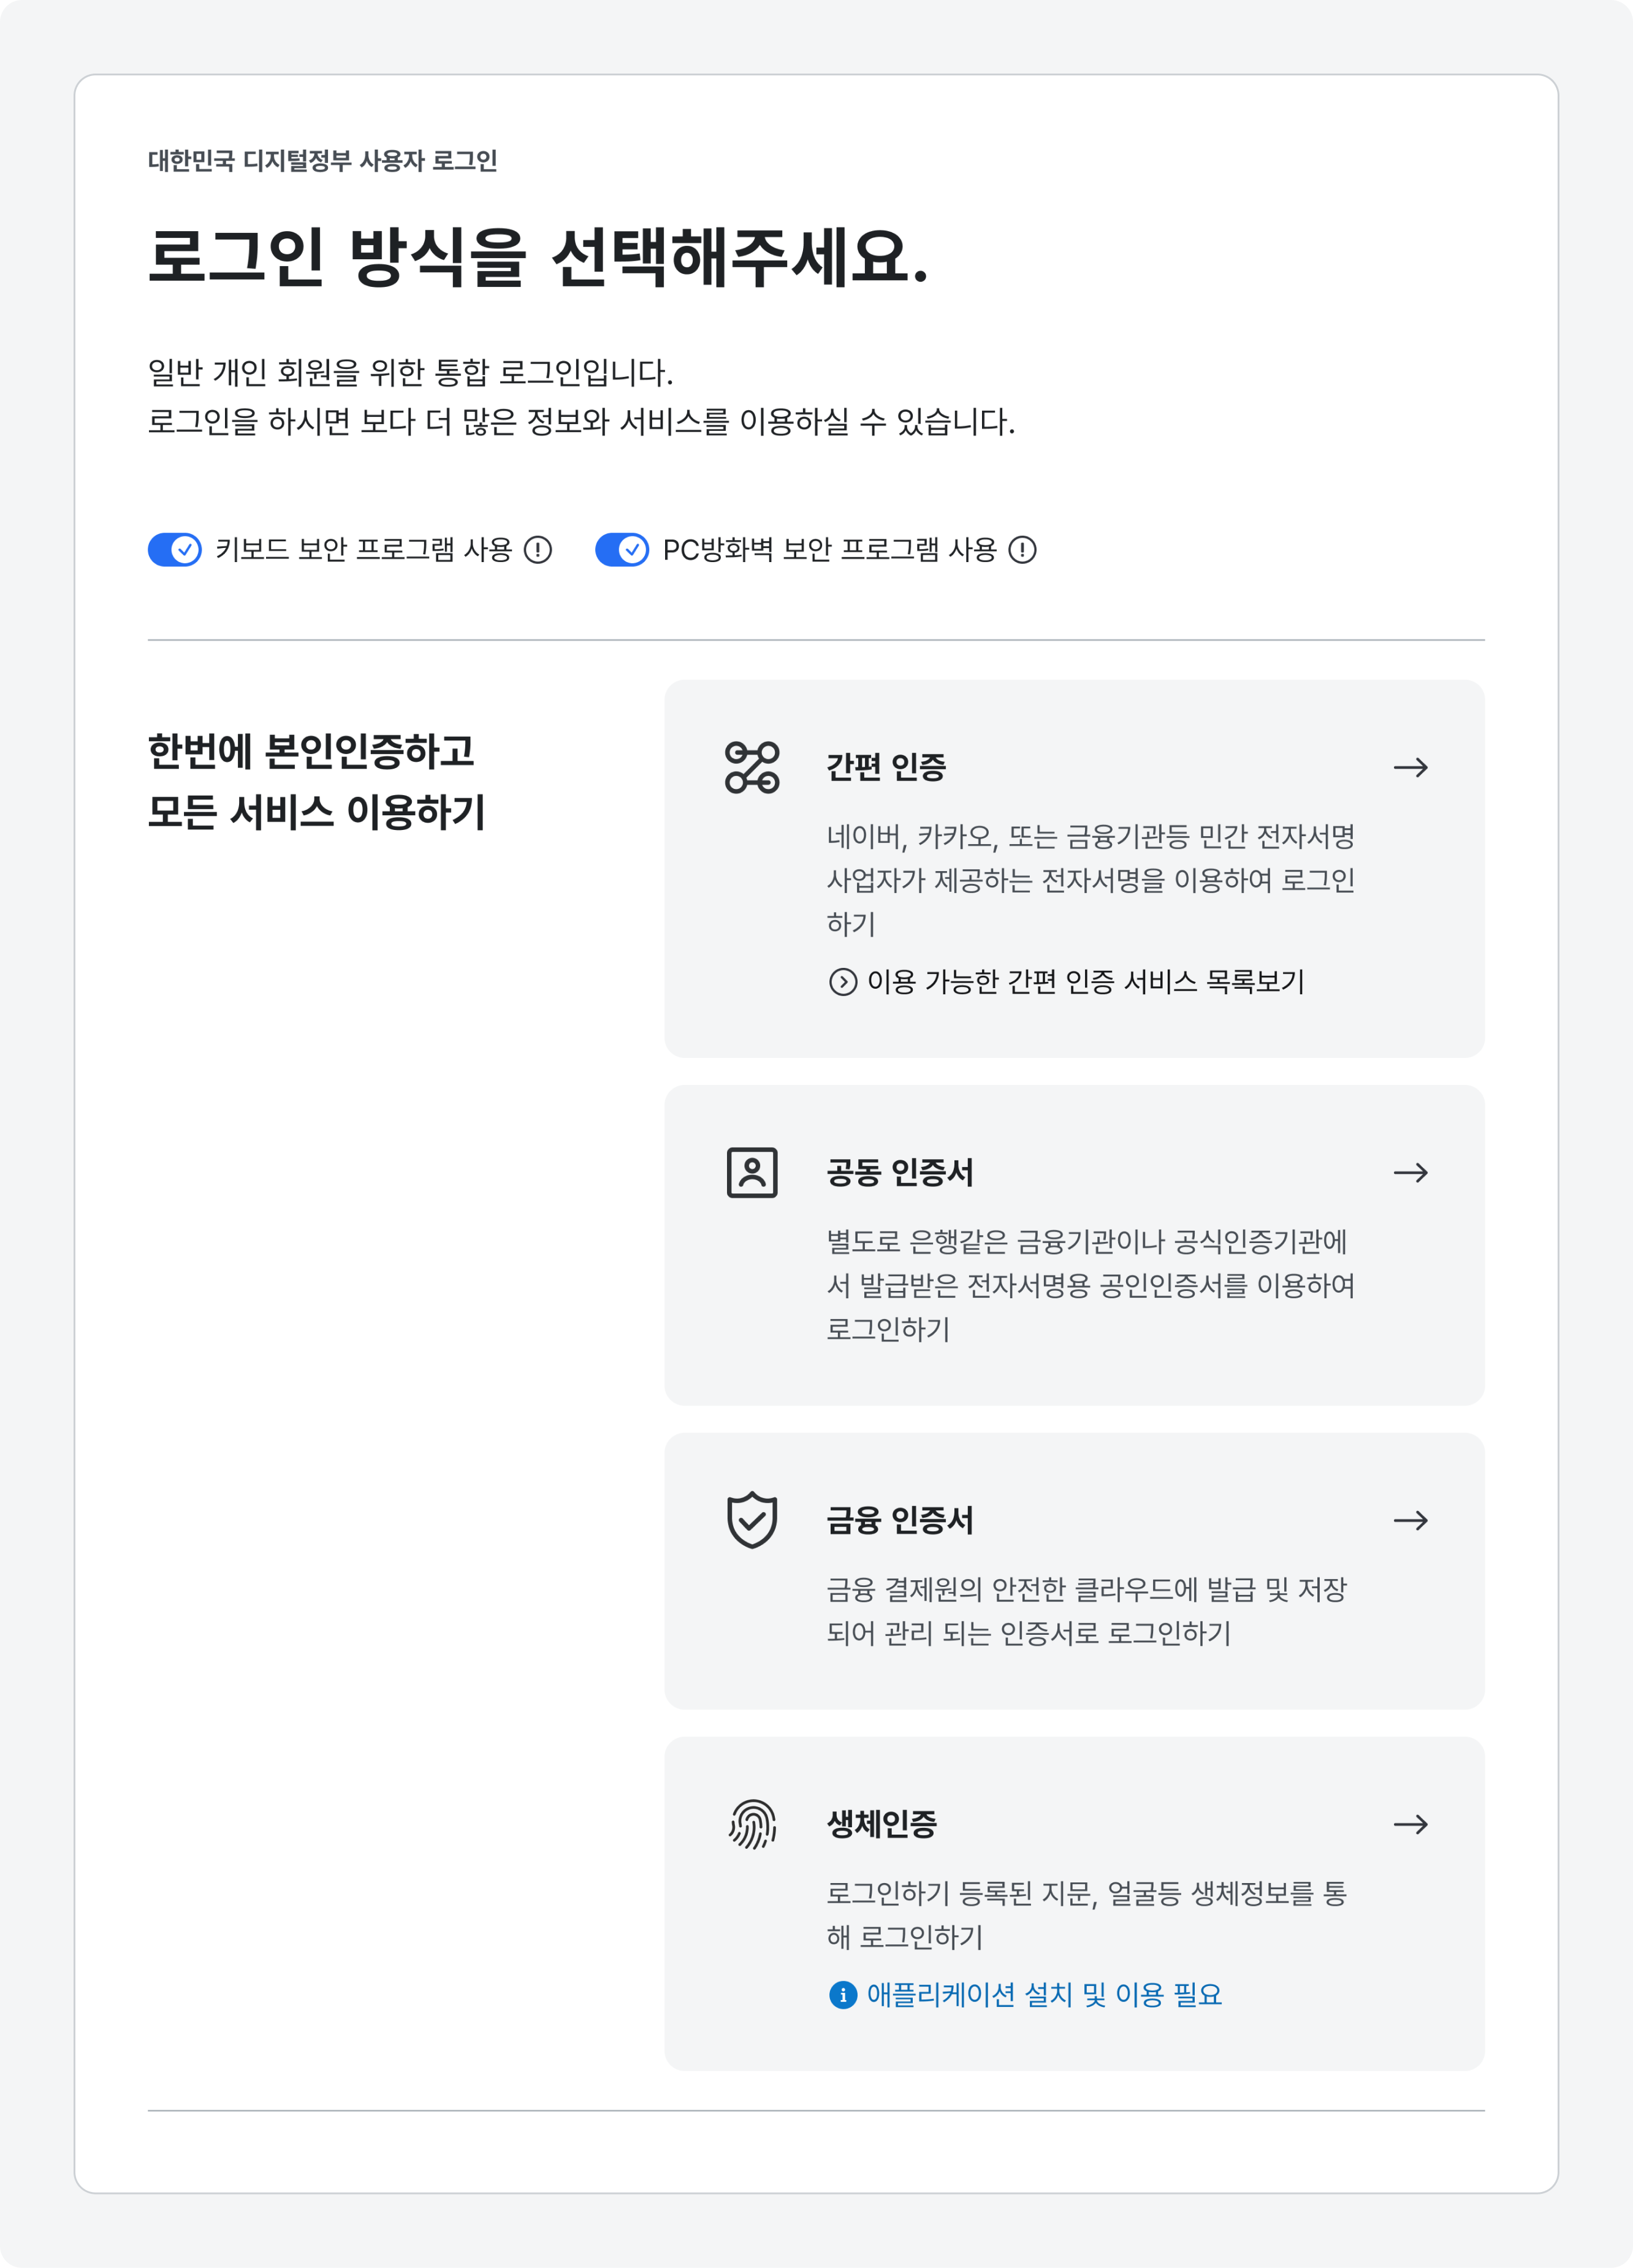 대한민국 디지털정부 사용자 로그인
로그인 방식을 선택해주세요.
일반 개인 회원을 위한 통합 로그인입니다.
로그인을 하시면 보다 더 많은 정보와 서비스를 이용하실 수 있습니다.
키보드 보안 프로그램 사용
PC방화벽 보안 프로그램 사용
한번에 본인인증하고
모든 서비스 이용하기
간편 인증
네이버, 카카오, 또는 금융기관등 민간 전자서명
사업자가 제공하는 전자서명을 이용하여 로그인
하기
이용 가능한 간편 인증 서비스 목록보기
공동 인증서
별도로 은행같은 금융기관이나 공식인증기관에
서 발급받은 전자서명용 공인인증서를 이용하여
로그인하기
금융 인증서
금융 결제원의 안전한 클라우드에 발급 및 저장
되어 관리 되는 인증서로 로그인하기
생체인증
로그인하기 등록된 지문, 얼굴등 생체정보를 통
해 로그인하기
애플리케이션 설치 및 이용 필요